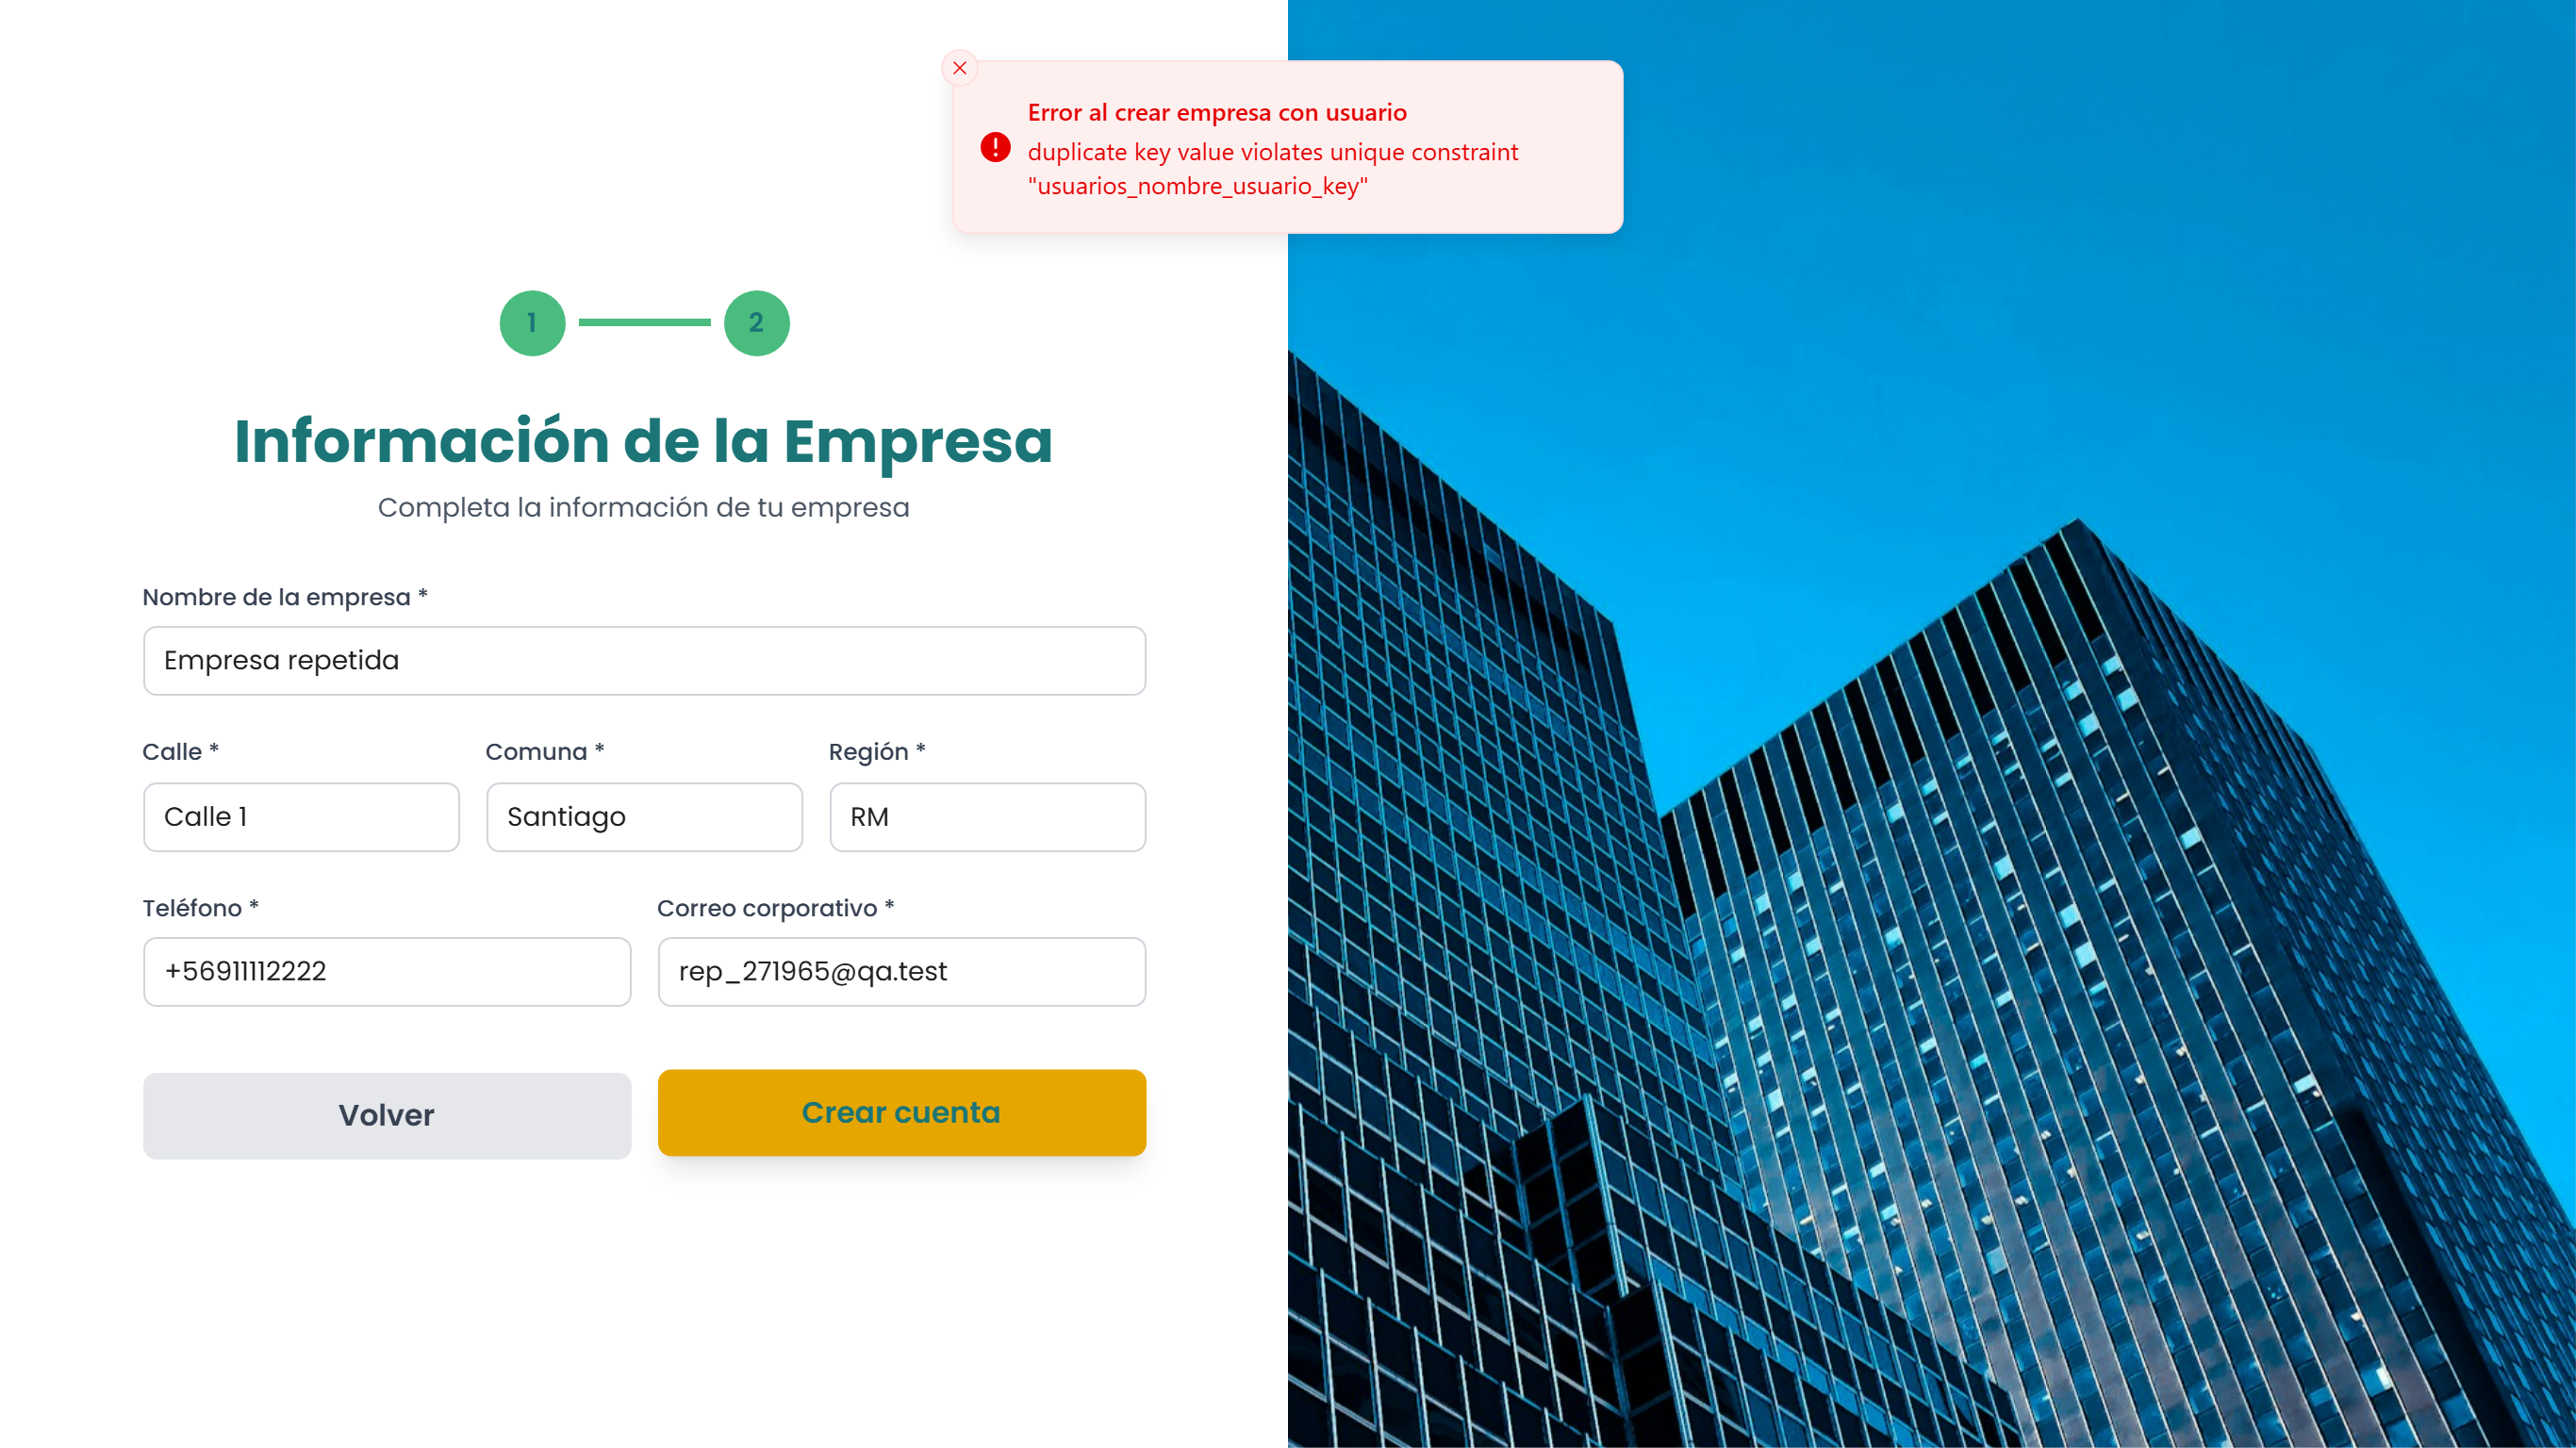 Error al crear empresa con usuario
duplicate key value violates unique constraint
"usuarios_nombre_usuario_key"
1 2
Información de la Empresa
Completa la información de tu empresa
Nombre de la empresa *
Empresa repetida
Calle * Comuna * Región *
Calle 1 Santiago RM
Teléfono * Correo corporativo *
+56911112222 rep_271965@qa.test
Volver Crear cuenta